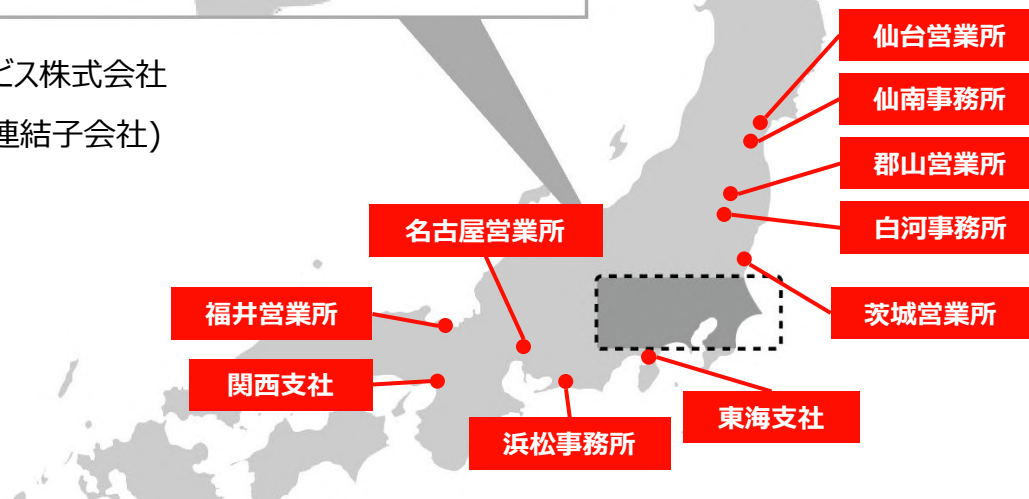 ビス株式会社
連結子会社)
仙台営業所
仙南事務所
郡山営業所
白河事務所
名古屋営業所
茨城営業所
福井営業所
関西支社
東海支社
浜松事務所